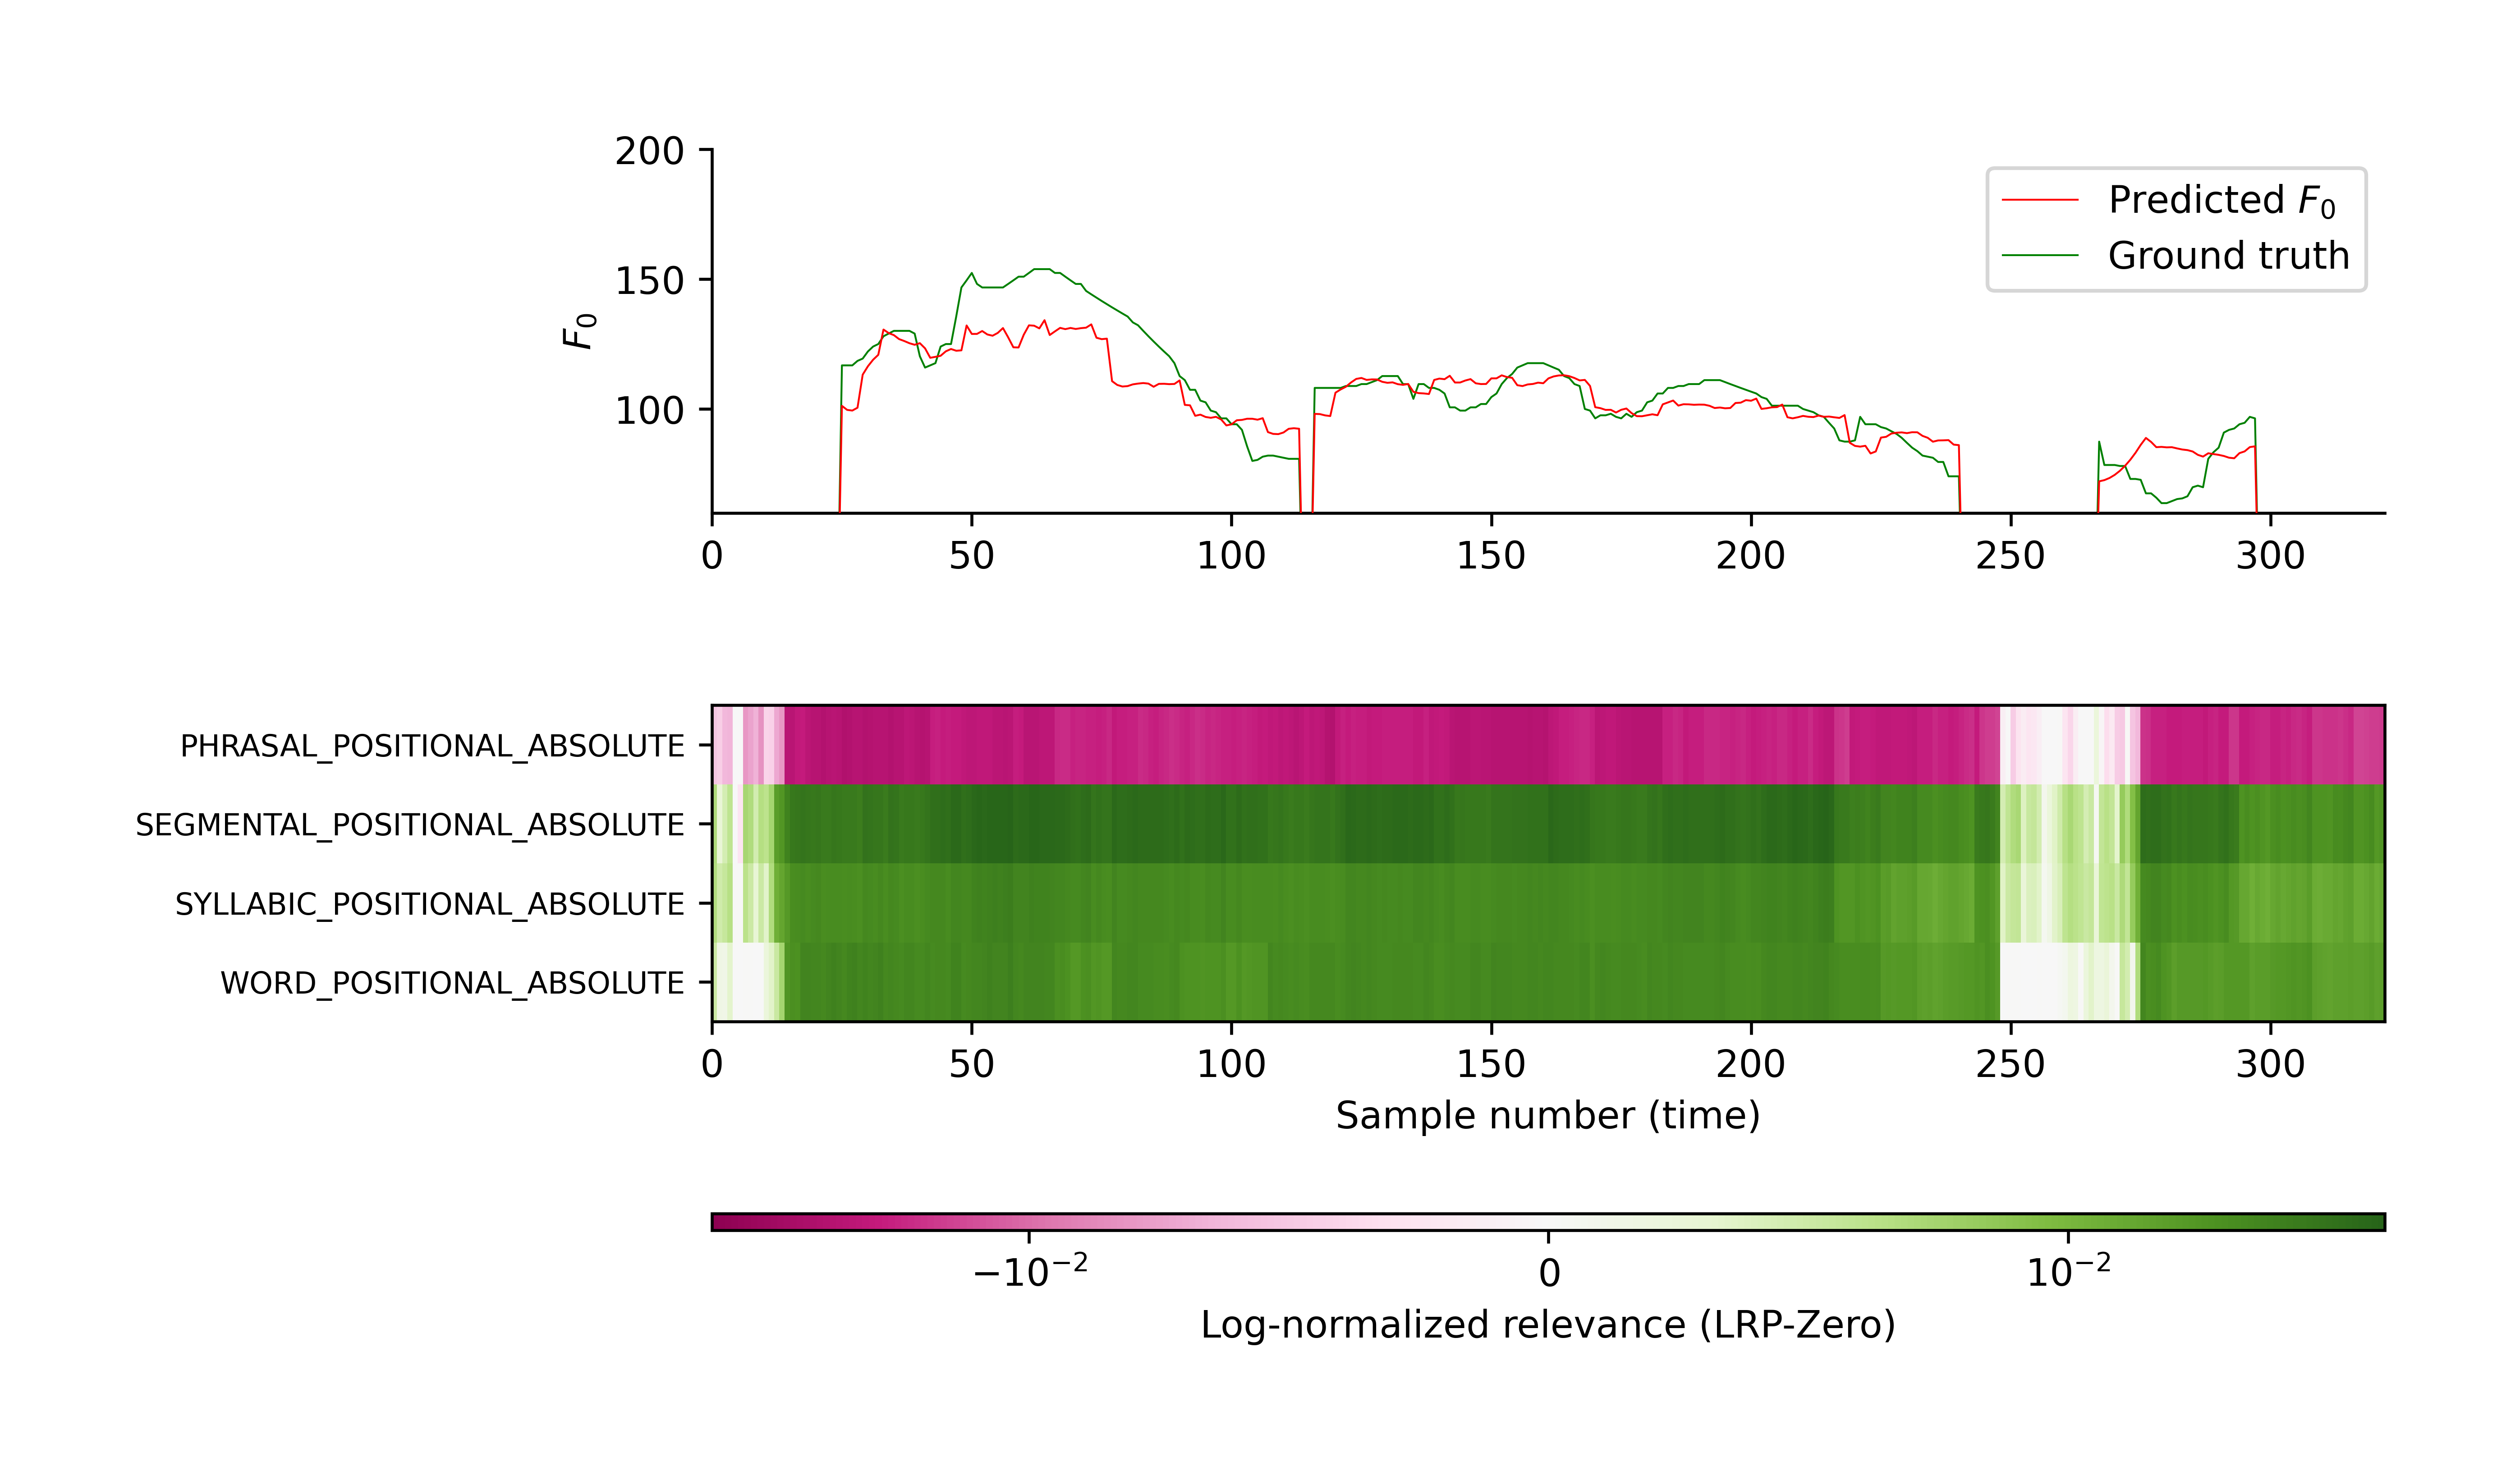 200
150
100
F₀
Predicted F₀
Ground truth
0 50 100 150 200 250 300
PHRASAL_POSITIONAL_ABSOLUTE
SEGMENTAL_POSITIONAL_ABSOLUTE
SYLLABIC_POSITIONAL_ABSOLUTE
WORD_POSITIONAL_ABSOLUTE
0 50 100 150 200 250 300
Sample number (time)
−10⁻² 0 10⁻²
Log-normalized relevance (LRP-Zero)